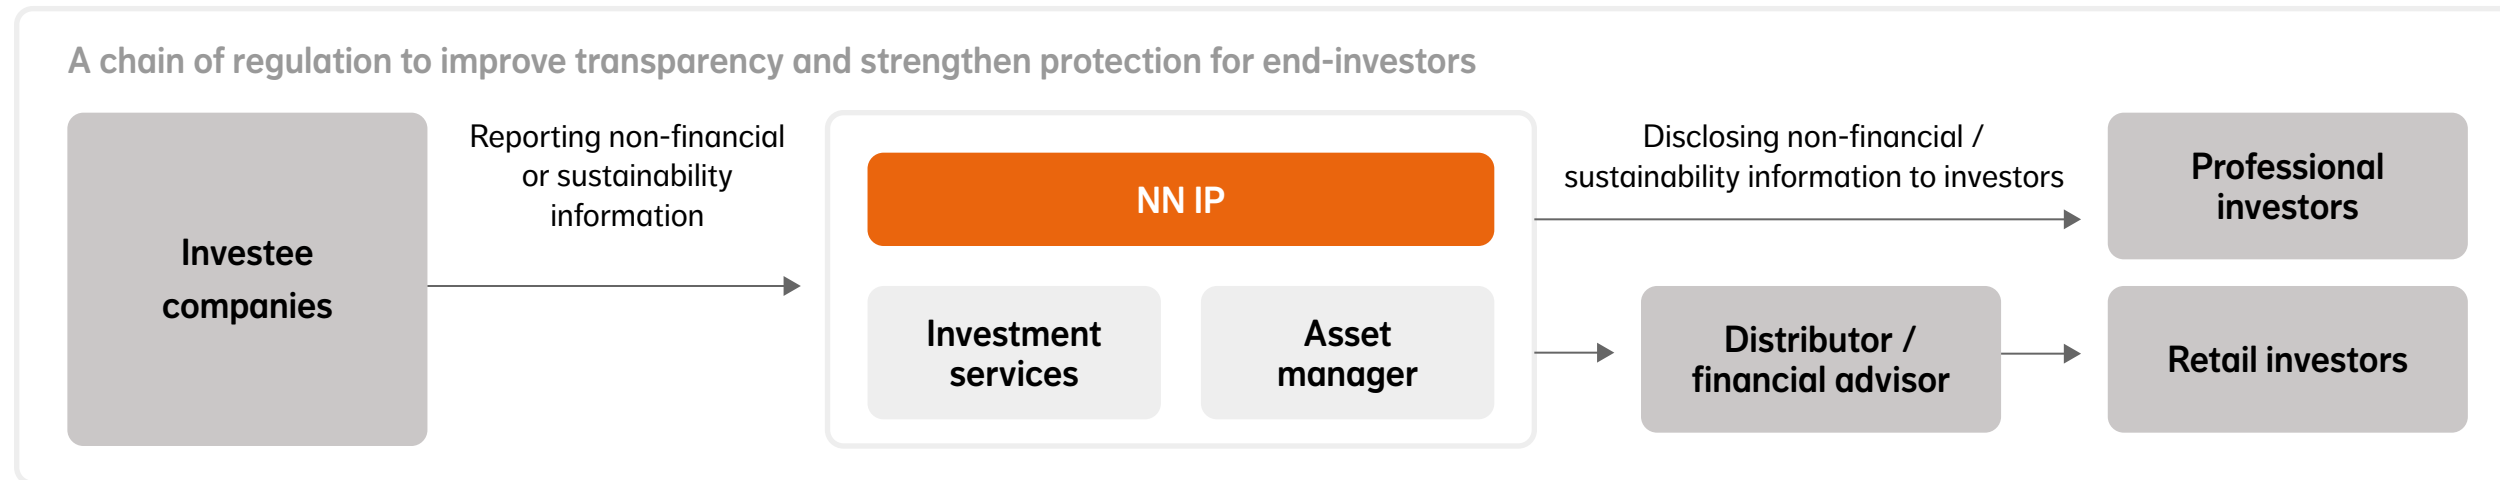 A chain of regulation to improve transparency and strengthen protection for end-investors
Investee
companies
Reporting non-financial
or sustainability
information
NN IP
Investment
services
Asset
manager
Disclosing non-financial /
sustainability information to investors
Professional
investors
Distributor /
financial advisor
Retail investors